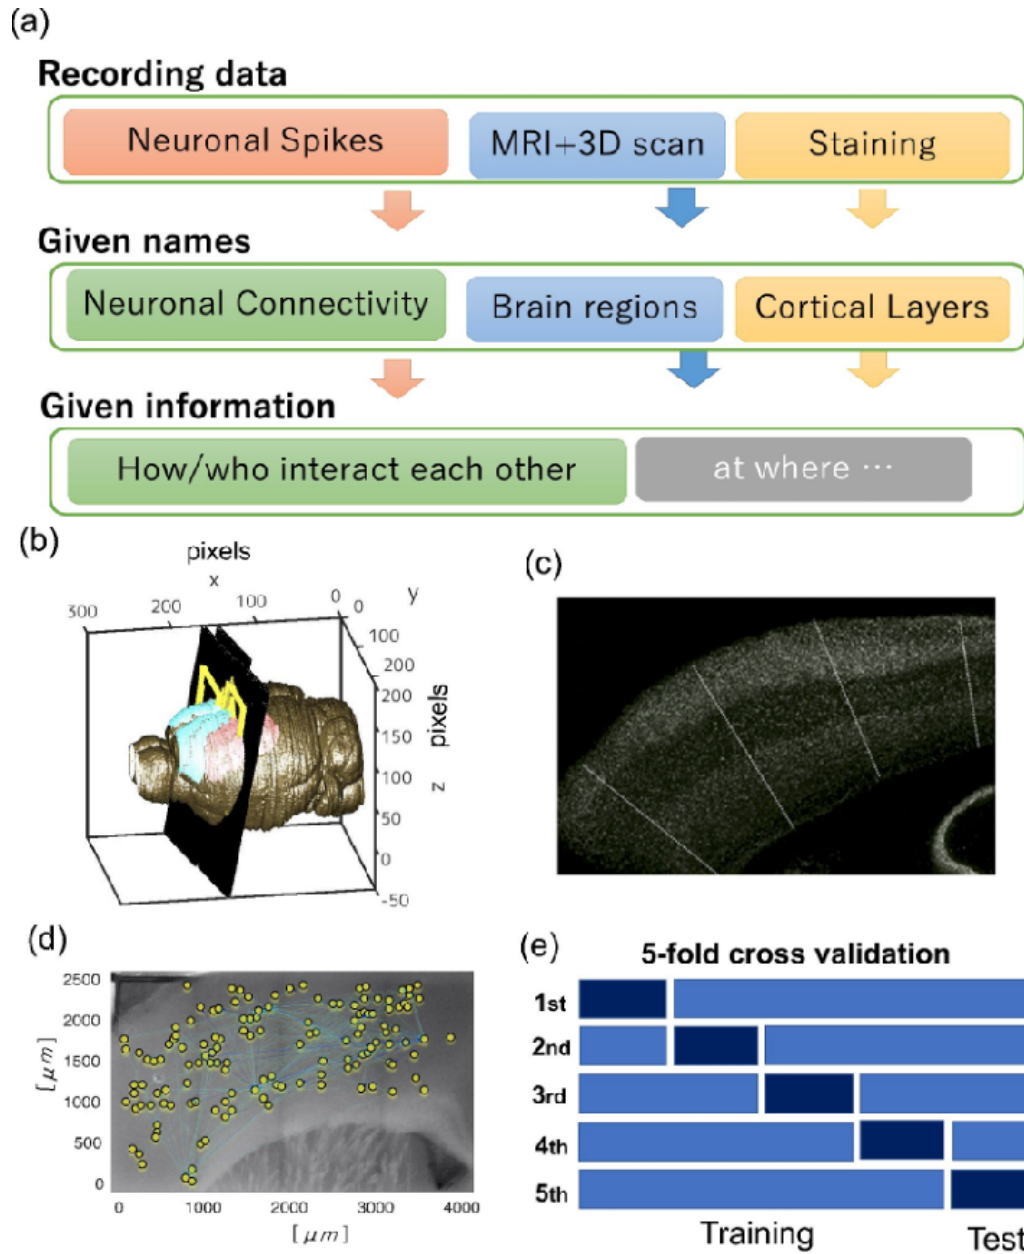 (a)
Recording data
Neuronal Spikes MRI+3D scan Staining
Given names
Neuronal Connectivity Brain regions Cortical Layers
Given information
How/who interact each other at where ···
(b)
pixels
x
300 200 100 0 0 y
100
200
200
150
100
50
0
-50
pixels
z
(c)
(d)
2500
2000
1500
1000
500
0
[μm]
0 1000 2000 3000 4000
[μm]
(e)
5-fold cross validation
1st
2nd
3rd
4th
5th
Training Test